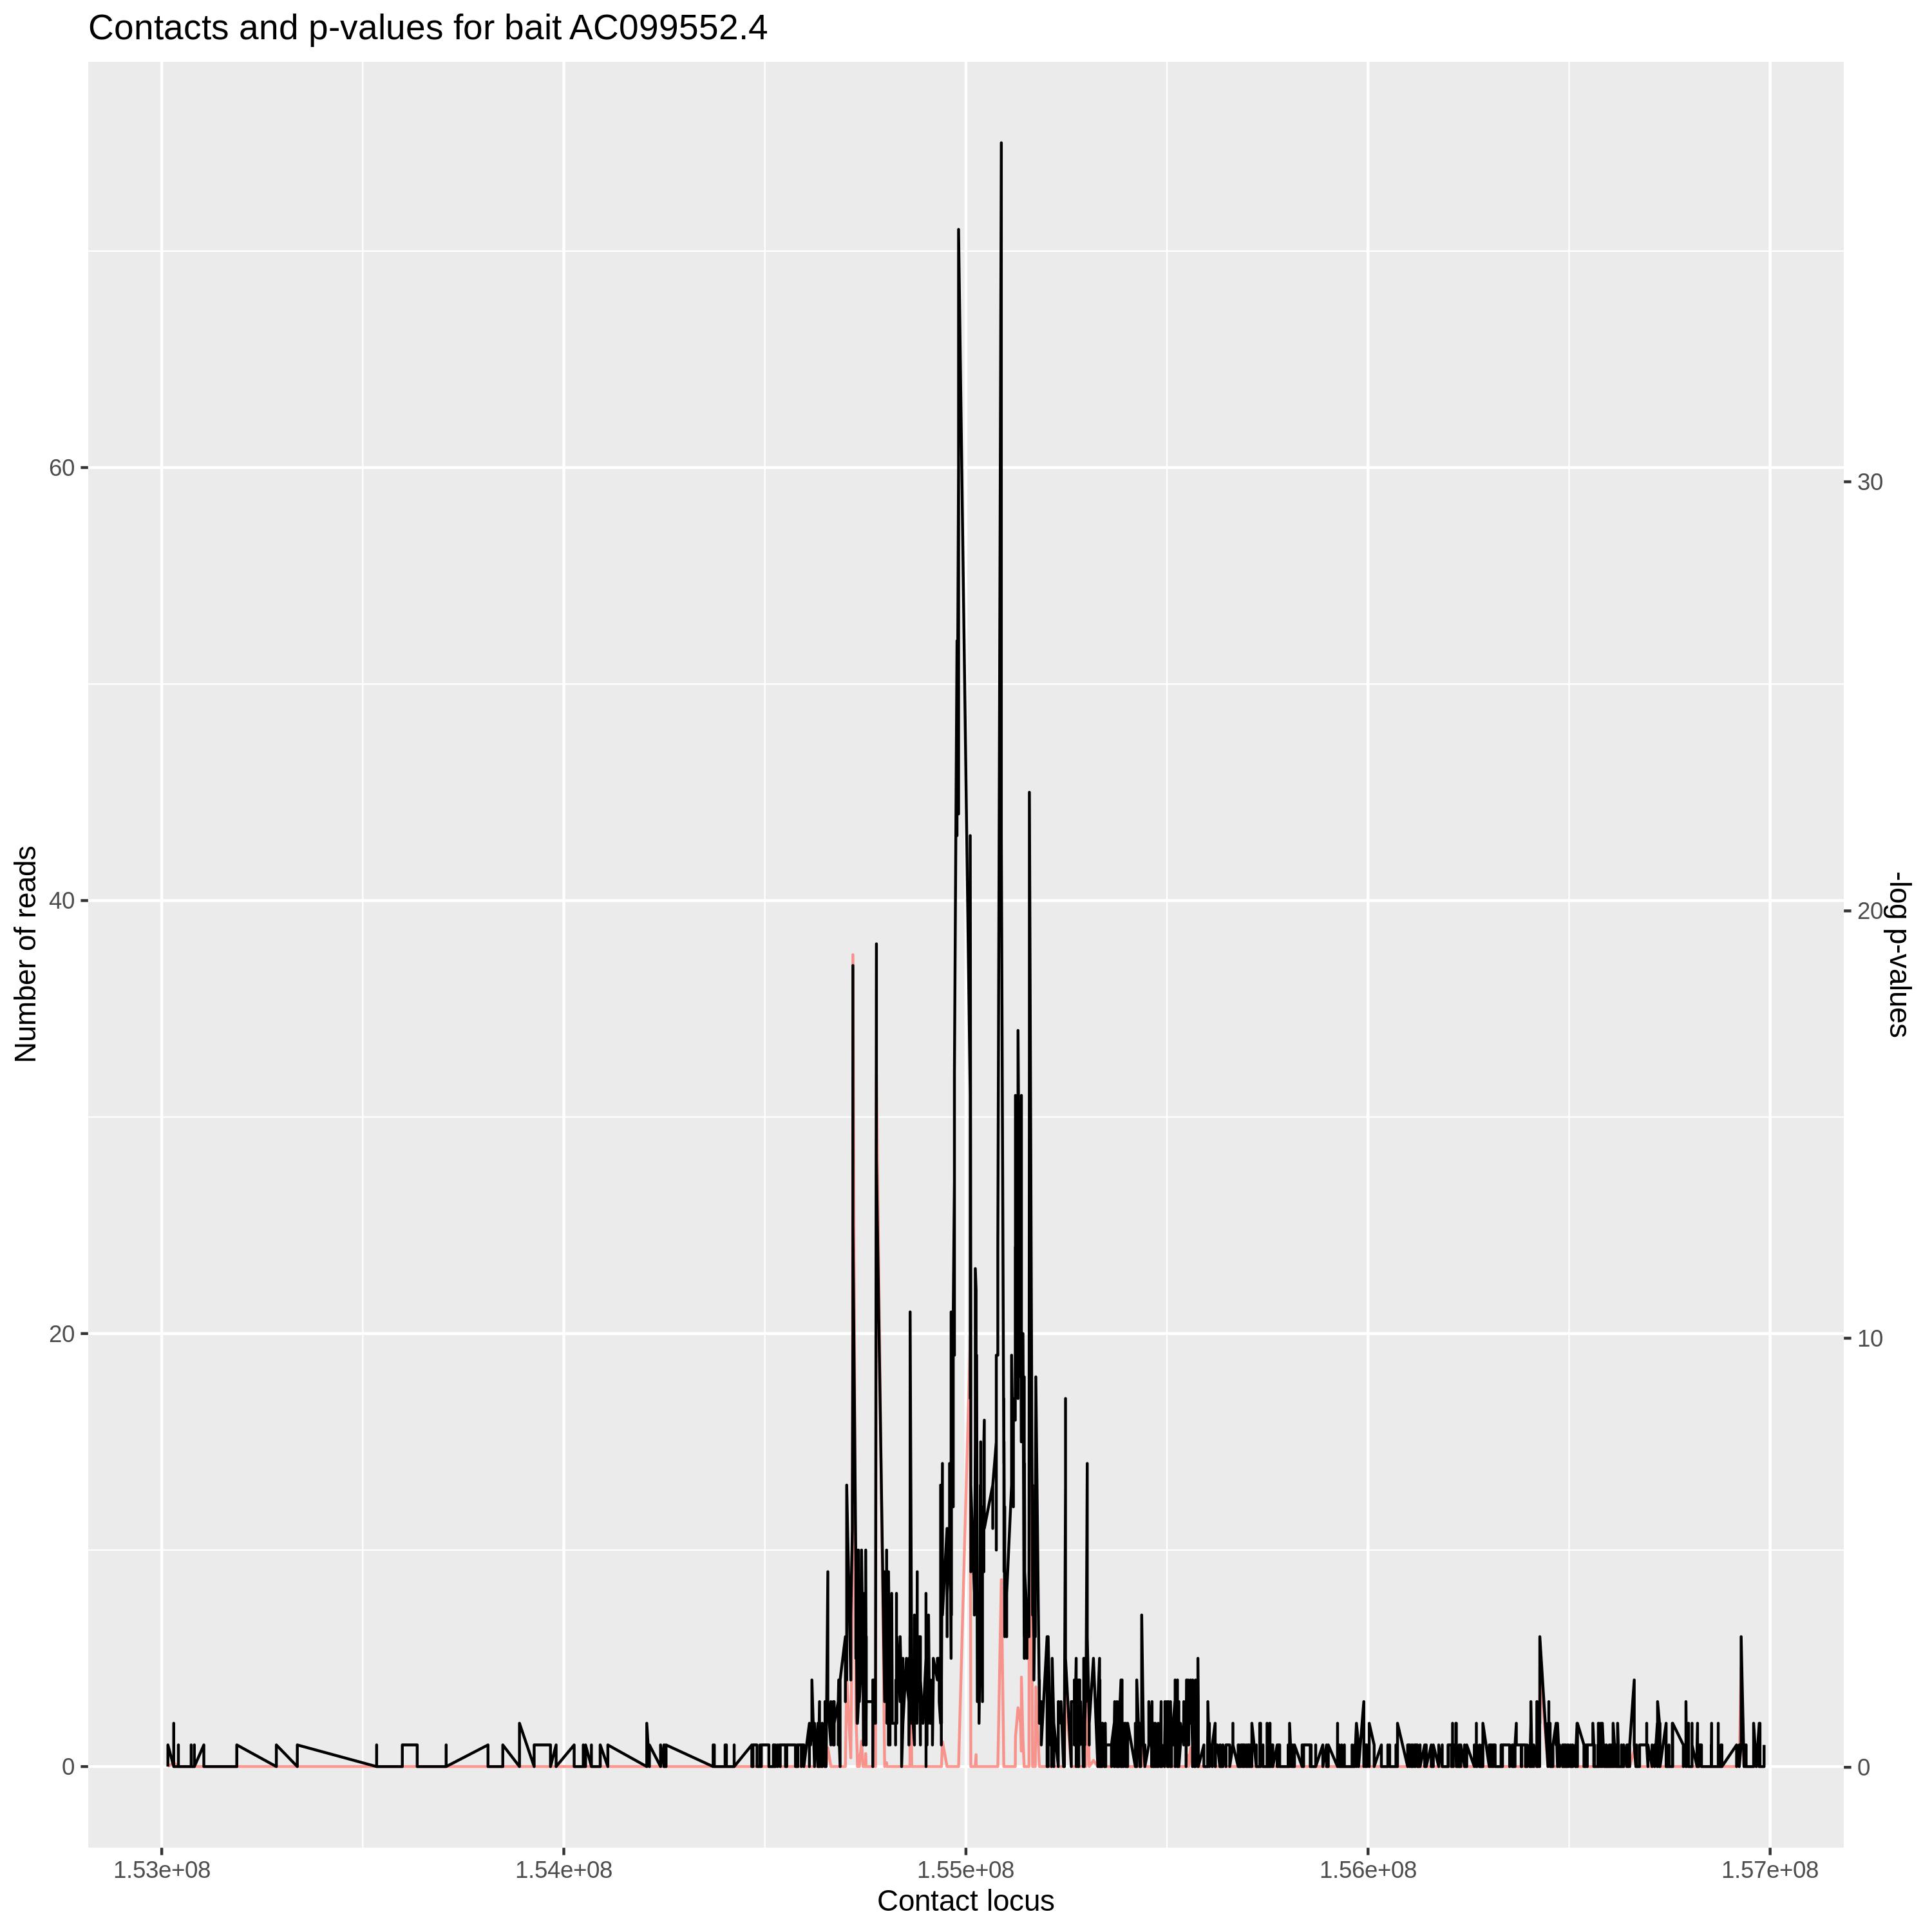 Contacts and p-values for bait AC099552.4
Number of reads
60
40
20
0
30
20
10
0
-log p-values
1.53e+08 1.54e+08 1.55e+08 1.56e+08 1.57e+08
Contact locus